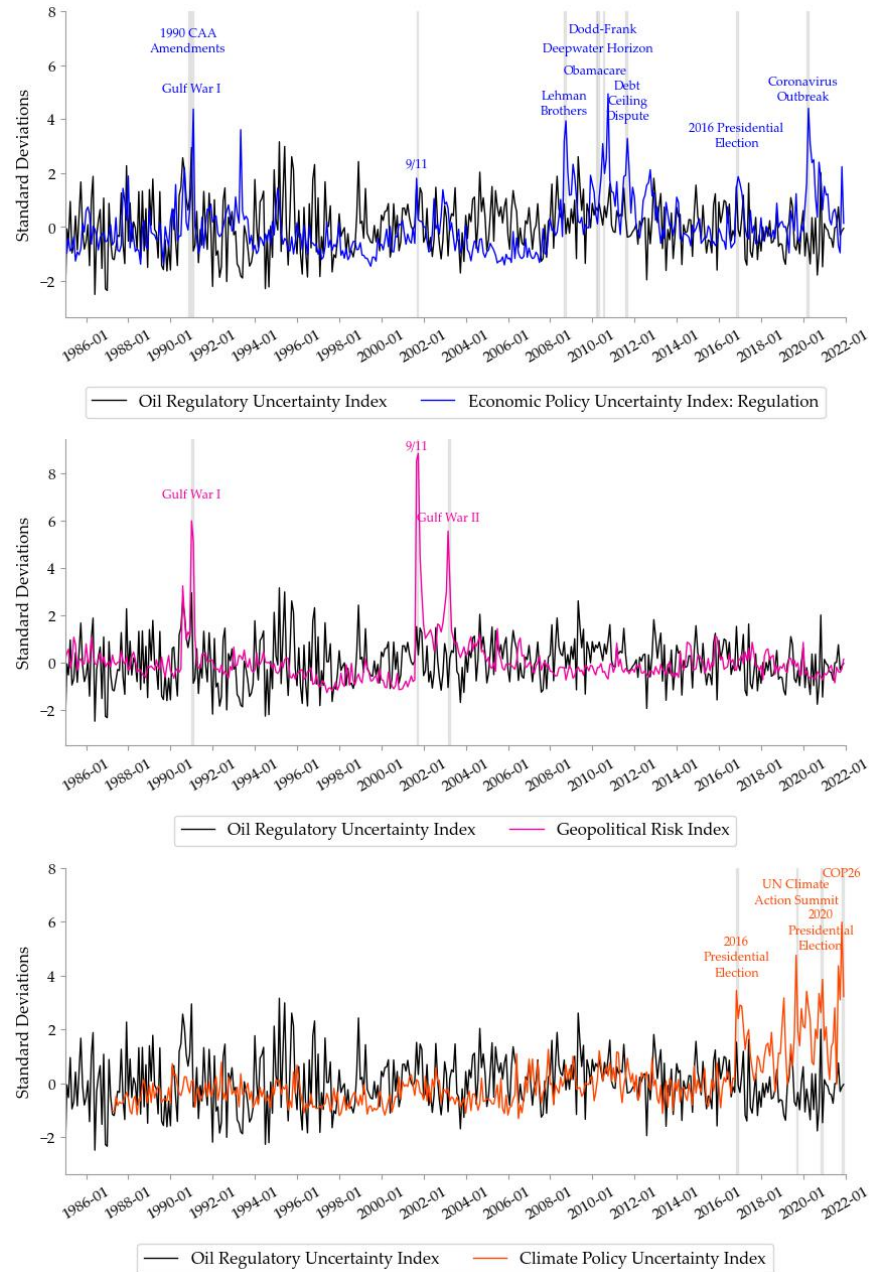 8
6
4
2
0
−2
Standard Deviations
1990 CAA
Amendments
Gulf War I
9/11
Lehman
Brothers
Dodd-Frank
Deepwater Horizon
Obamacare
Debt
Ceiling
Dispute
2016 Presidential
Election
Coronavirus
Outbreak
1986-01
1988-01
1990-01
1992-01
1994-01
1996-01
1998-01
2000-01
2002-01
2004-01
2006-01
2008-01
2010-01
2012-01
2014-01
2016-01
2018-01
2020-01
2022-01
Oil Regulatory Uncertainty Index
Economic Policy Uncertainty Index: Regulation
8
6
4
2
0
−2
Standard Deviations
Gulf War I
9/11
Gulf War II
1986-01
1988-01
1990-01
1992-01
1994-01
1996-01
1998-01
2000-01
2002-01
2004-01
2006-01
2008-01
2010-01
2012-01
2014-01
2016-01
2018-01
2020-01
2022-01
Oil Regulatory Uncertainty Index
Geopolitical Risk Index
8
6
4
2
0
−2
Standard Deviations
2016
Presidential
Election
UN Climate
Action Summit
2020
Presidential
Election
COP26
1986-01
1988-01
1990-01
1992-01
1994-01
1996-01
1998-01
2000-01
2002-01
2004-01
2006-01
2008-01
2010-01
2012-01
2014-01
2016-01
2018-01
2020-01
2022-01
Oil Regulatory Uncertainty Index
Climate Policy Uncertainty Index